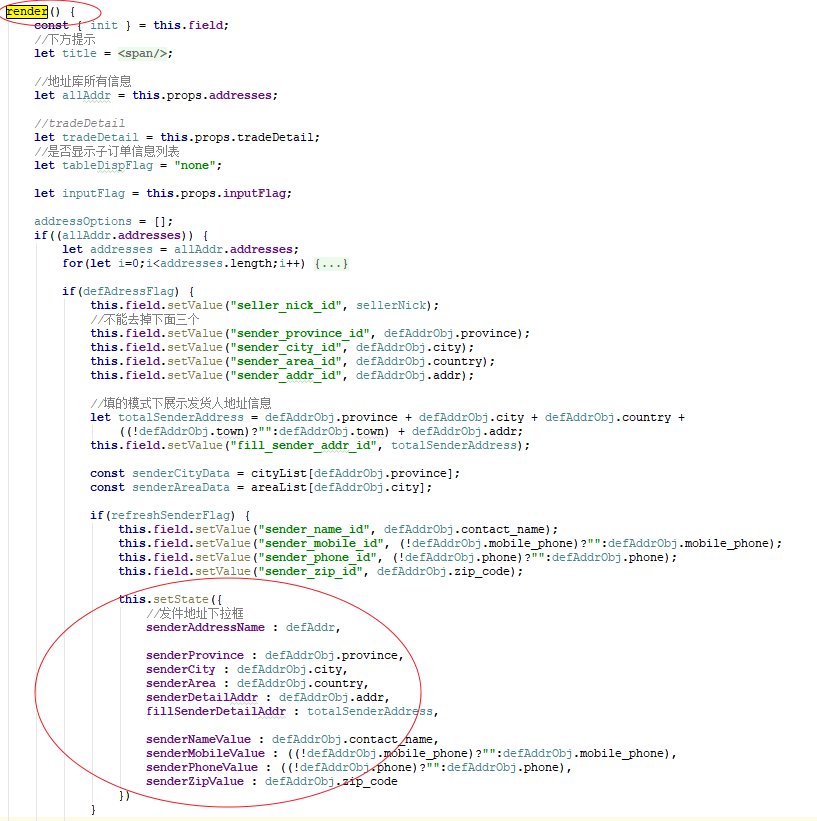 render() {
const { init } = this.field;
//下方提示
let title = <span/>;
//地址库所有信息
let allAddr = this.props.addresses;
//tradeDetail
let tradeDetail = this.props.tradeDetail;
//是否显示子订单信息列表
let tableDispFlag = "none";
let inputFlag = this.props.inputFlag;
addressOptions = [];
if((allAddr.addresses)) {
let addresses = allAddr.addresses;
for(let i=0;i<addresses.length;i++) {...}
if(defAdressFlag) {
this.field.setValue("seller_nick_id", sellerNick);
//不能去掉下面三个
this.field.setValue("sender_province_id", defAddrObj.province);
this.field.setValue("sender_city_id", defAddrObj.city);
this.field.setValue("sender_area_id", defAddrObj.country);
this.field.setValue("sender_addr_id", defAddrObj.addr);
//填的模式下展示发货人地址信息
let totalSenderAddress = defAddrObj.province + defAddrObj.city + defAddrObj.country +
((!defAddrObj.town)?"":defAddrObj.town) + defAddrObj.addr;
this.field.setValue("fill_sender_addr_id", totalSenderAddress);
const senderCityData = cityList[defAddrObj.province];
const senderAreaData = areaList[defAddrObj.city];
if(refreshSenderFlag) {
this.field.setValue("sender_name_id", defAddrObj.contact_name);
this.field.setValue("sender_mobile_id", (!defAddrObj.mobile_phone)?"":defAddrObj.mobile_phone);
this.field.setValue("sender_phone_id", (!defAddrObj.phone)?"":defAddrObj.phone);
this.field.setValue("sender_zip_id", defAddrObj.zip_code);
this.setState({
//发件地址下拉框
senderAddressName : defAddr,
senderProvince : defAddrObj.province,
senderCity : defAddrObj.city,
senderArea : defAddrObj.country,
senderDetailAddr : defAddrObj.addr,
fillSenderDetailAddr : totalSenderAddress,
senderNameValue : defAddrObj.contact_name,
senderMobileValue : ((!defAddrObj.mobile_phone)?"":defAddrObj.mobile_phone),
senderPhoneValue : ((!defAddrObj.phone)?"":defAddrObj.phone),
senderZipValue : defAddrObj.zip_code
})
}